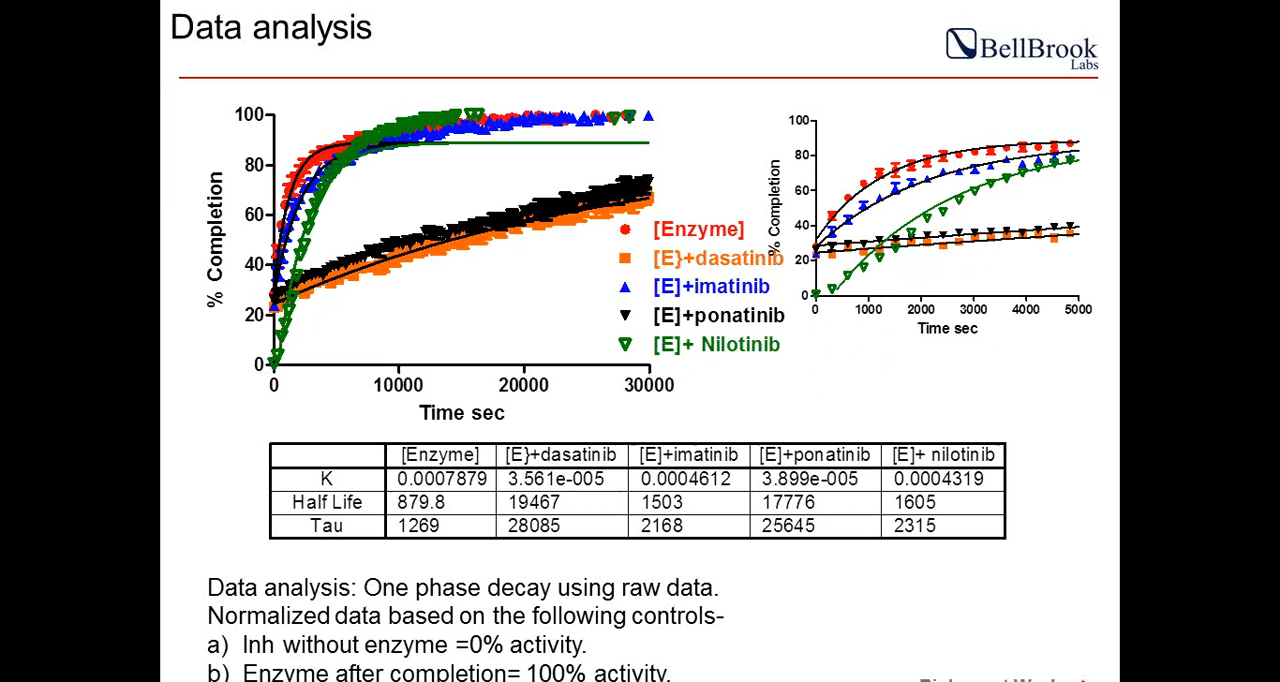 Data analysis
BellBrook
Labs
100
80
60
40
20
0
% Completion
0 10000 20000 30000
Time sec
[Enzyme]
[E}+dasatinib
[E]+imatinib
[E]+ponatinib
[E]+ Nilotinib
100
80
60
40
20
0
% Completion
0 1000 2000 3000 4000 5000
Time sec
[Enzyme] [E}+dasatinib [E]+imatinib [E]+ponatinib [E]+ nilotinib
K 0.0007879 3.561e-005 0.0004612 3.899e-005 0.0004319
Half Life 879.8 19467 1503 17776 1605
Tau 1269 28085 2168 25645 2315
Data analysis: One phase decay using raw data.
Normalized data based on the following controls-
a) Inh without enzyme =0% activity.
b) Enzyme after completion= 100% activity.